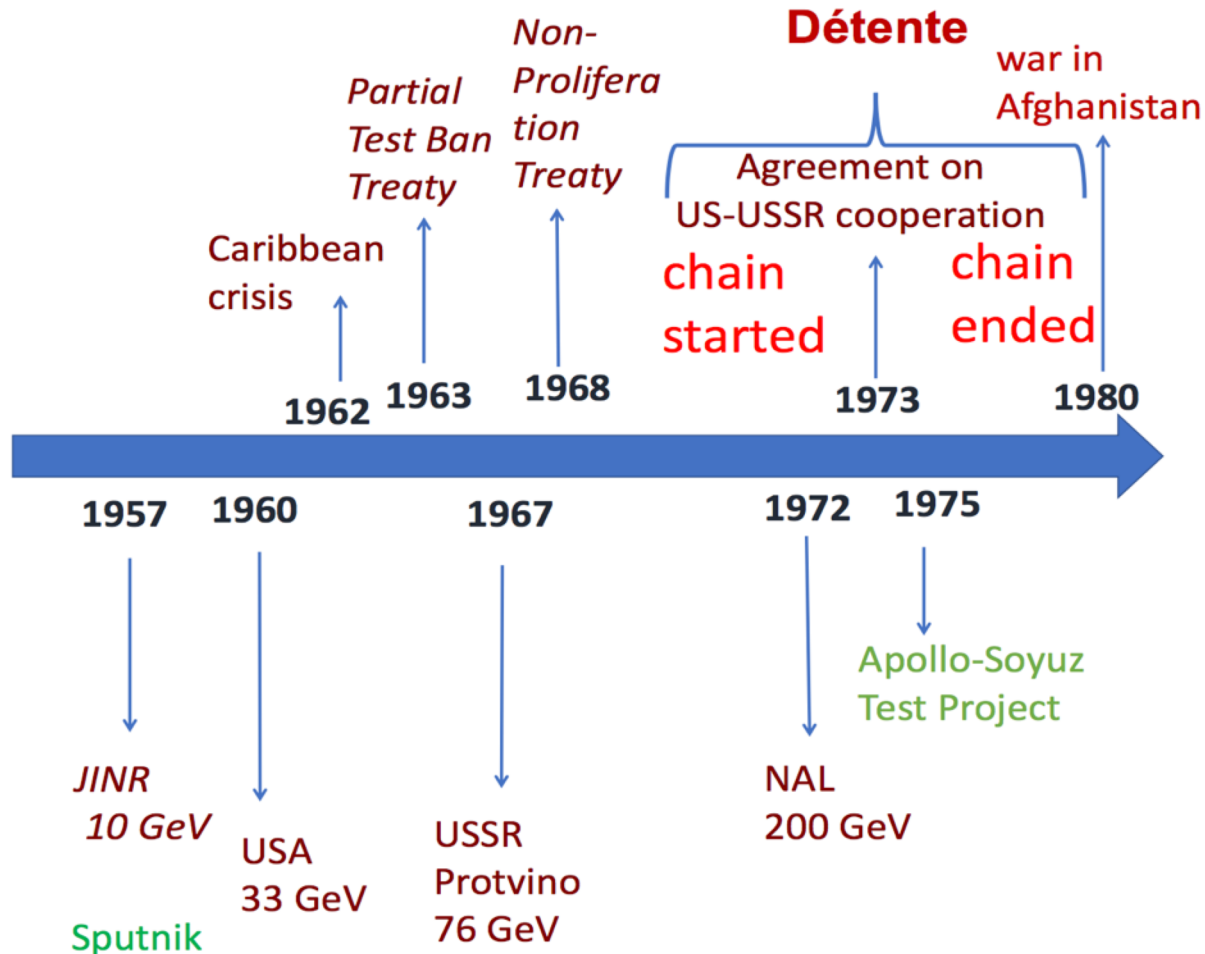 Détente
Non-
Prolifera
tion
Treaty
war in
Afghanistan
Partial
Test Ban
Treaty
Agreement on
US-USSR cooperation
Caribbean
crisis
chain
started
chain
ended
1962
1963
1968
1973
1980
1957
1960
1967
1972
1975
Apollo-Soyuz
Test Project
JINR
10 GeV
NAL
200 GeV
USA
33 GeV
USSR
Protvino
76 GeV
Sputnik